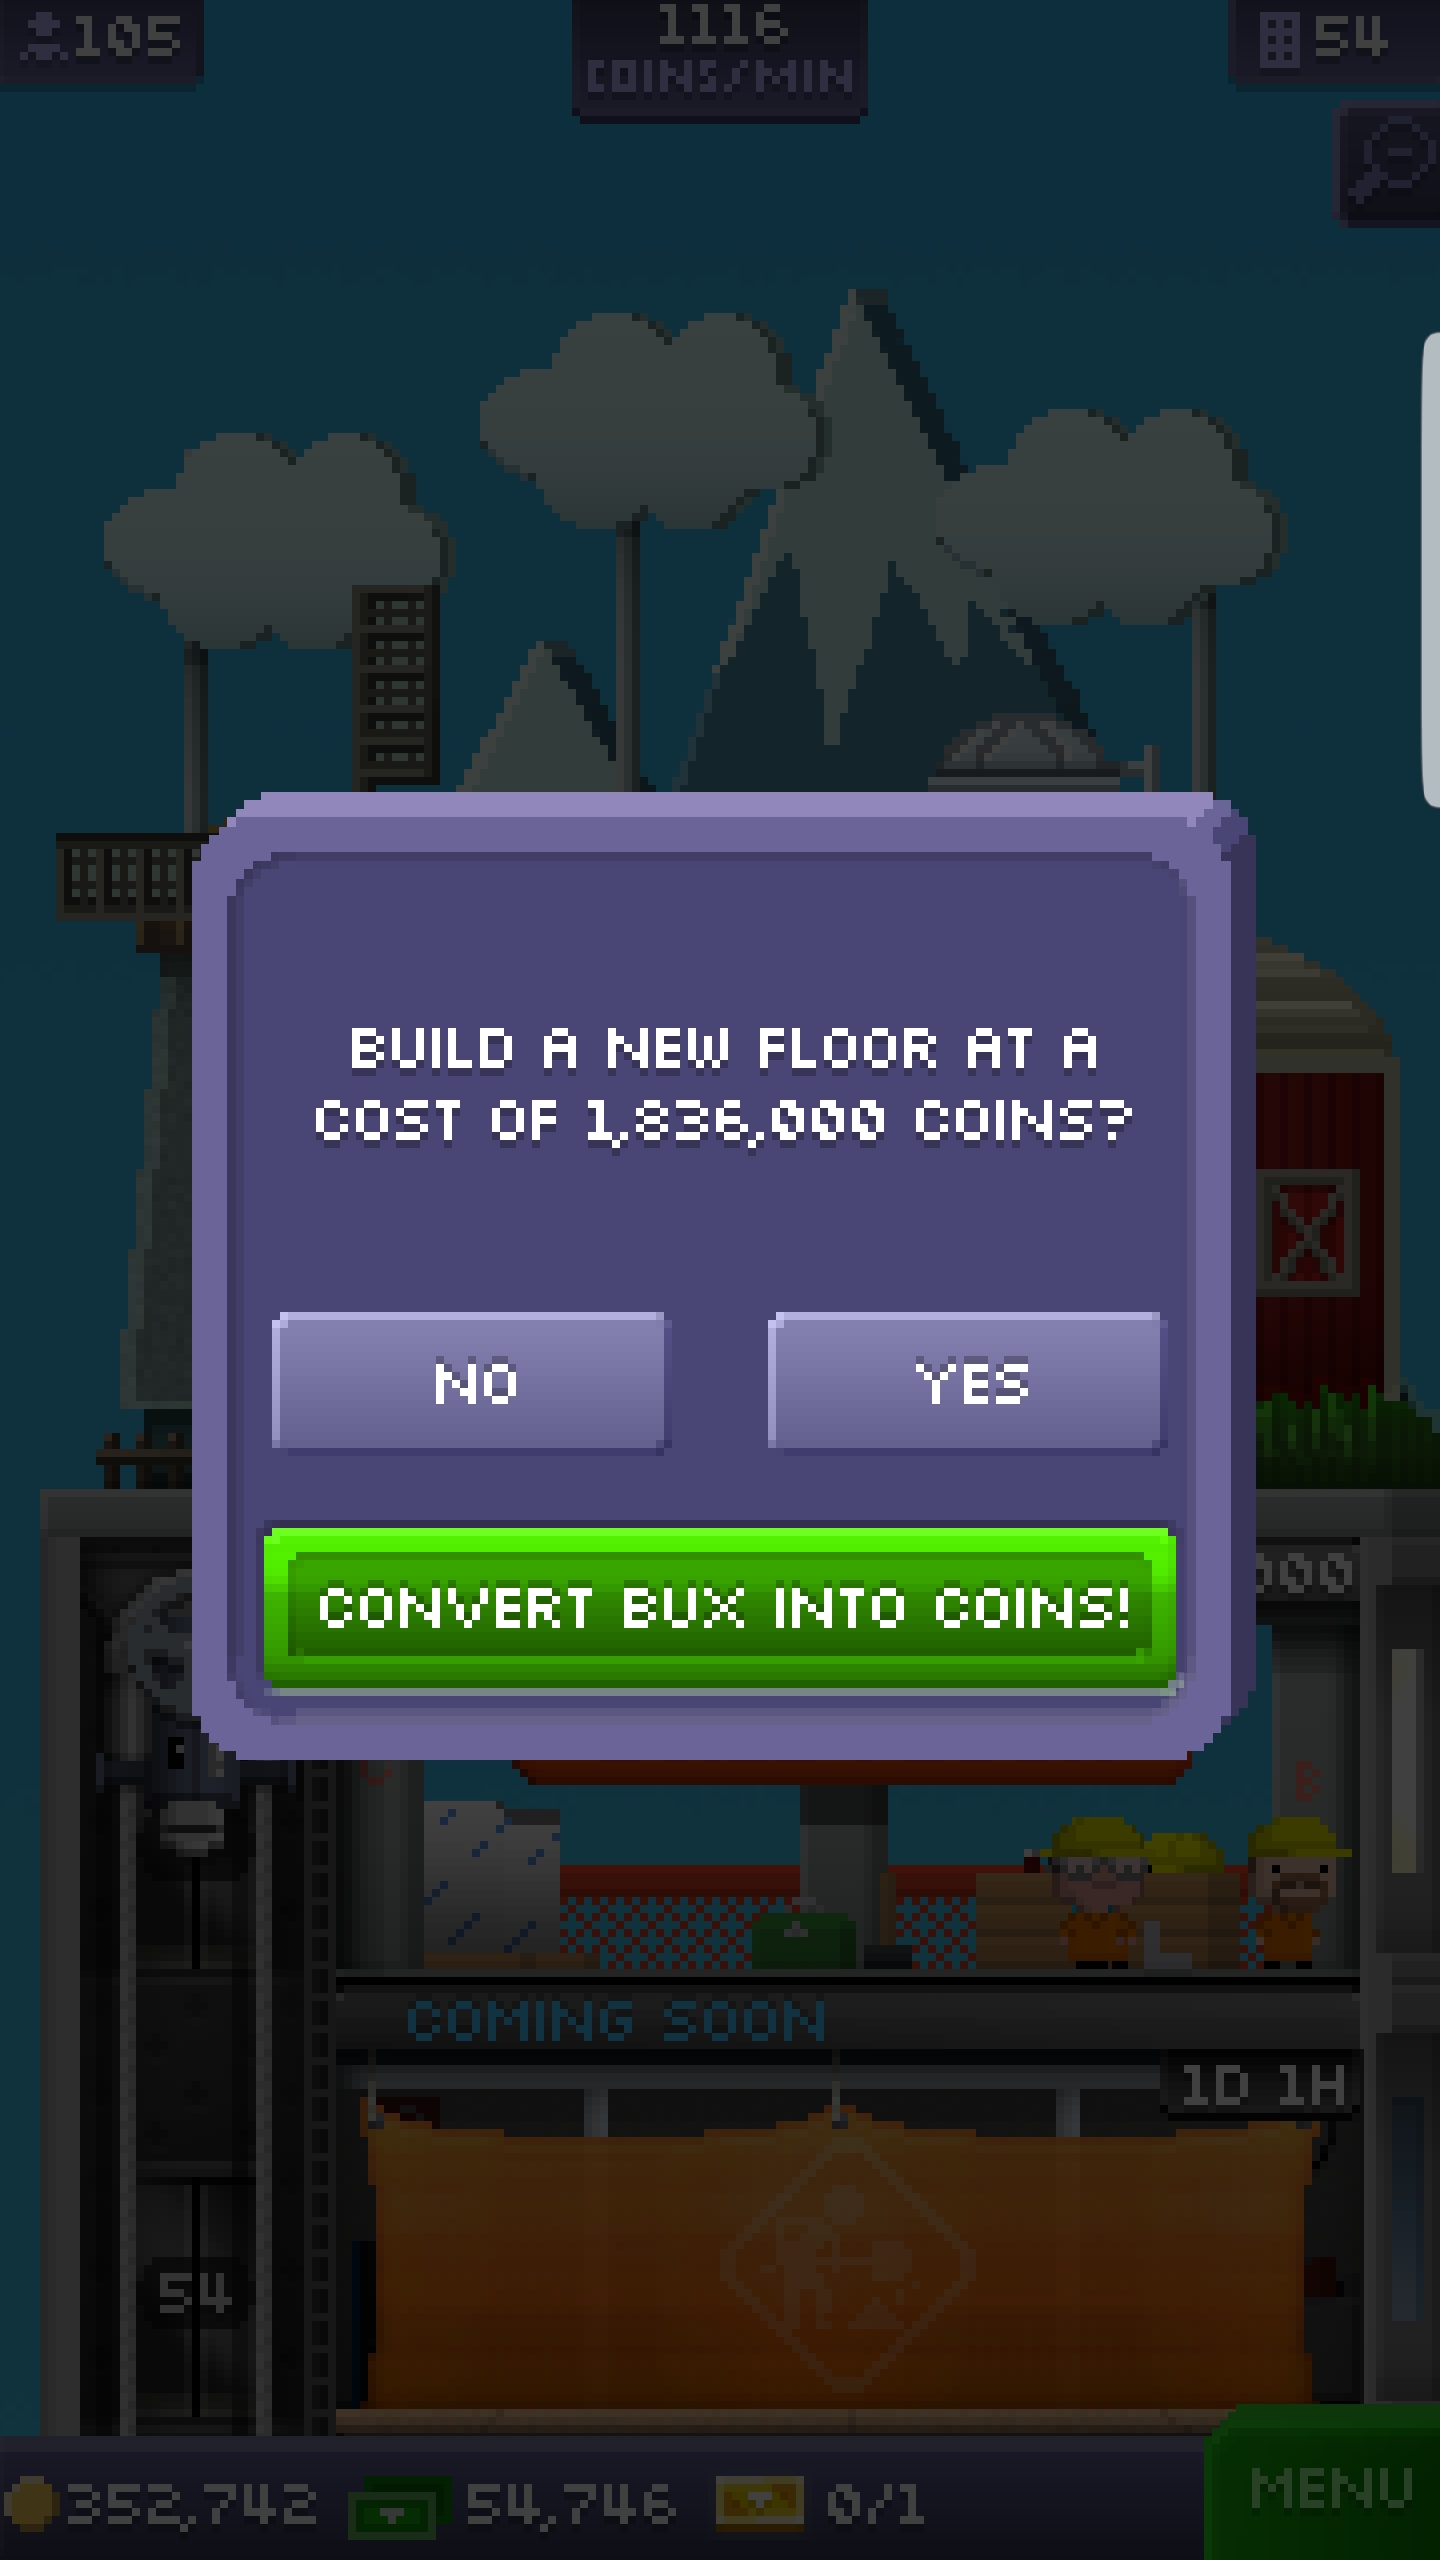 105
1116
COINS/MIN
54
BUILD A NEW FLOOR AT A
COST OF 1,836,000 COINS?
NO
YES
CONVERT BUX INTO COINS!
000
B
COMING SOON
1D 1H
54
352,742
54,746
0/1
MENU